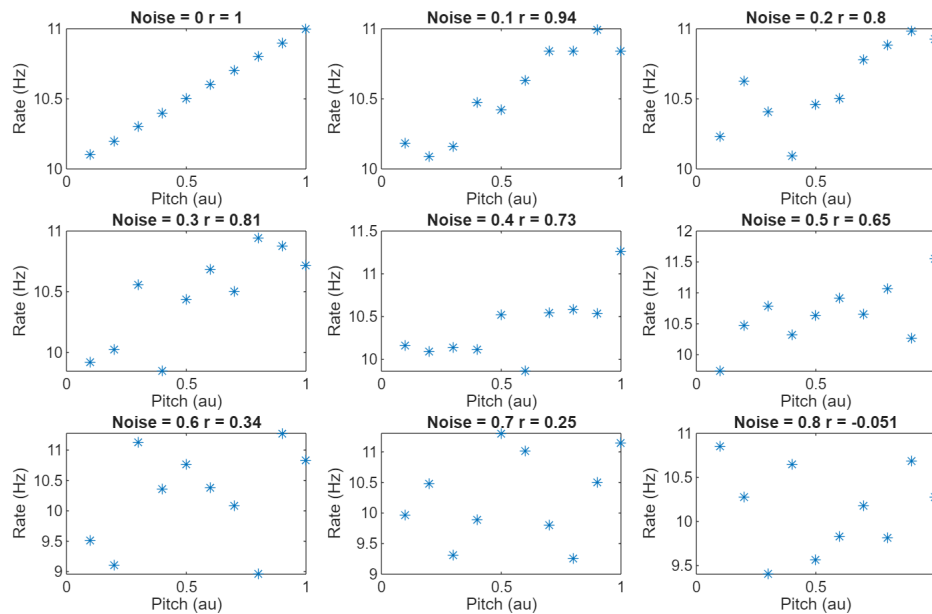 Noise = 0 r = 1
Rate (Hz)
11
10.5
10
0
0.5
1
Pitch (au)
Noise = 0.1 r = 0.94
Rate (Hz)
11
10.5
10
0
0.5
1
Pitch (au)
Noise = 0.2 r = 0.8
Rate (Hz)
11
10.5
10
0
0.5
Pitch (au)
Noise = 0.3 r = 0.81
Rate (Hz)
10.5
10
0
0.5
1
Pitch (au)
Noise = 0.4 r = 0.73
Rate (Hz)
11.5
11
10.5
10
0
0.5
1
Pitch (au)
Noise = 0.5 r = 0.65
Rate (Hz)
12
11
10.5
10
0
0.5
Pitch (au)
Noise = 0.6 r = 0.34
Rate (Hz)
11
10.5
10
9.5
9
0
0.5
1
Pitch (au)
Noise = 0.7 r = 0.25
Rate (Hz)
11
10.5
10
9.5
9
0
0.5
1
Pitch (au)
Noise = 0.8 r = -0.051
Rate (Hz)
11
10.5
10
9.5
0
0.5
Pitch (au)